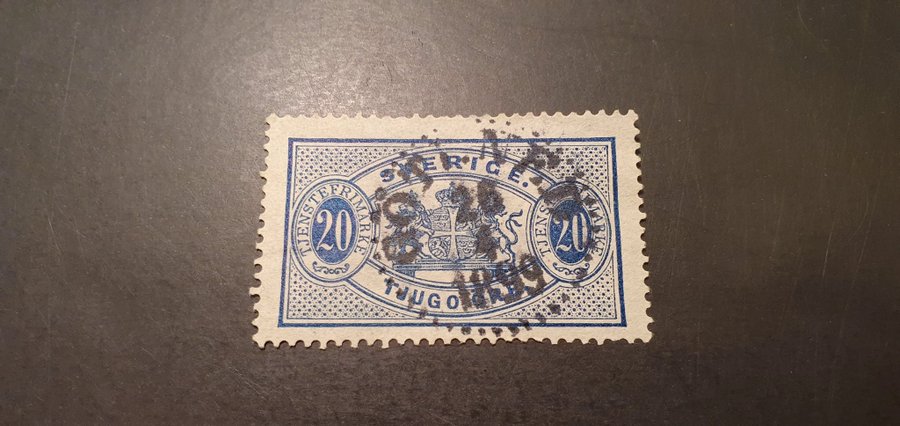 SVERIGE.
TJENSTEFRIMÄRKE
20
TJENSTEFRIMÄRKE
20
TJUGO ÖRE